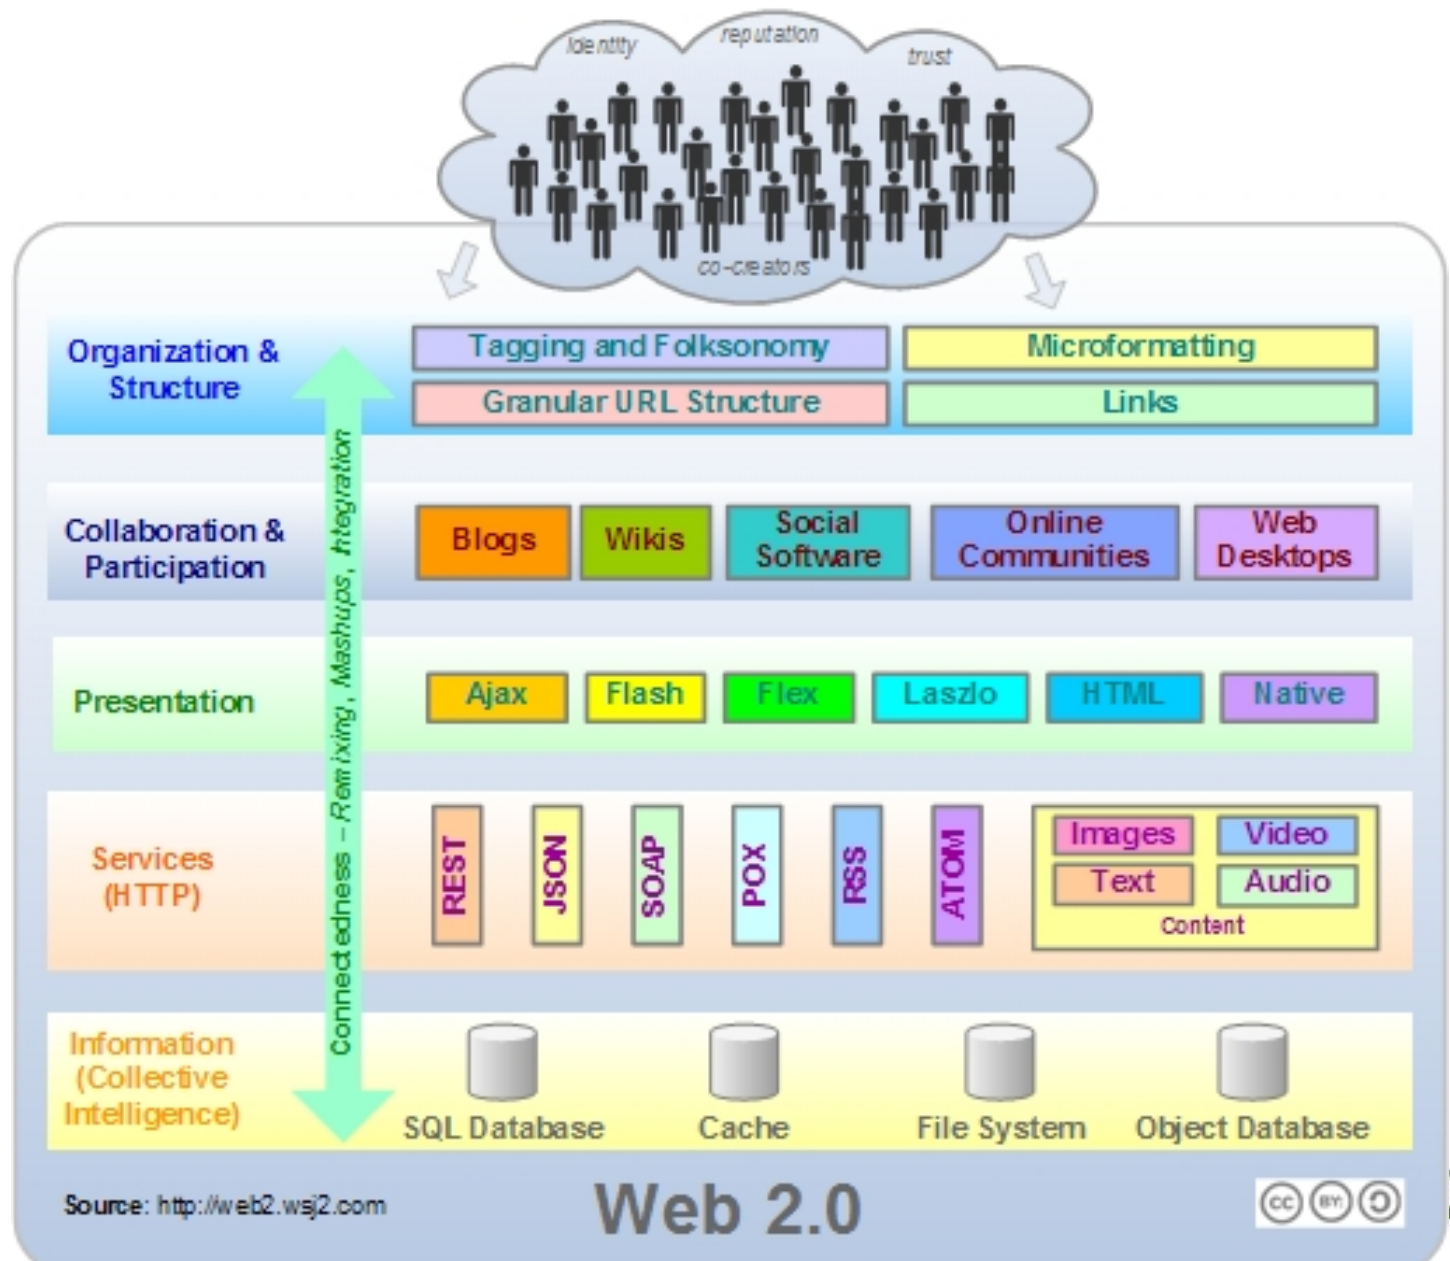 identity
reputation
trust
co-creators
Organization &
Structure
Tagging and Folksonomy
Microformatting
Granular URL Structure
Links
Connectedness – Remixing, Mashups, Integration
Collaboration &
Participation
Blogs
Wikis
Social
Software
Online
Communities
Web
Desktops
Presentation
Ajax
Flash
Flex
Laszlo
HTML
Native
Services
(HTTP)
REST
JSON
SOAP
POX
RSS
ATOM
Images
Video
Text
Audio
Content
Information
(Collective
Intelligence)
SQL Database
Cache
File System
Object Database
Source: http://web2.wsj2.com
Web 2.0
cc BY: